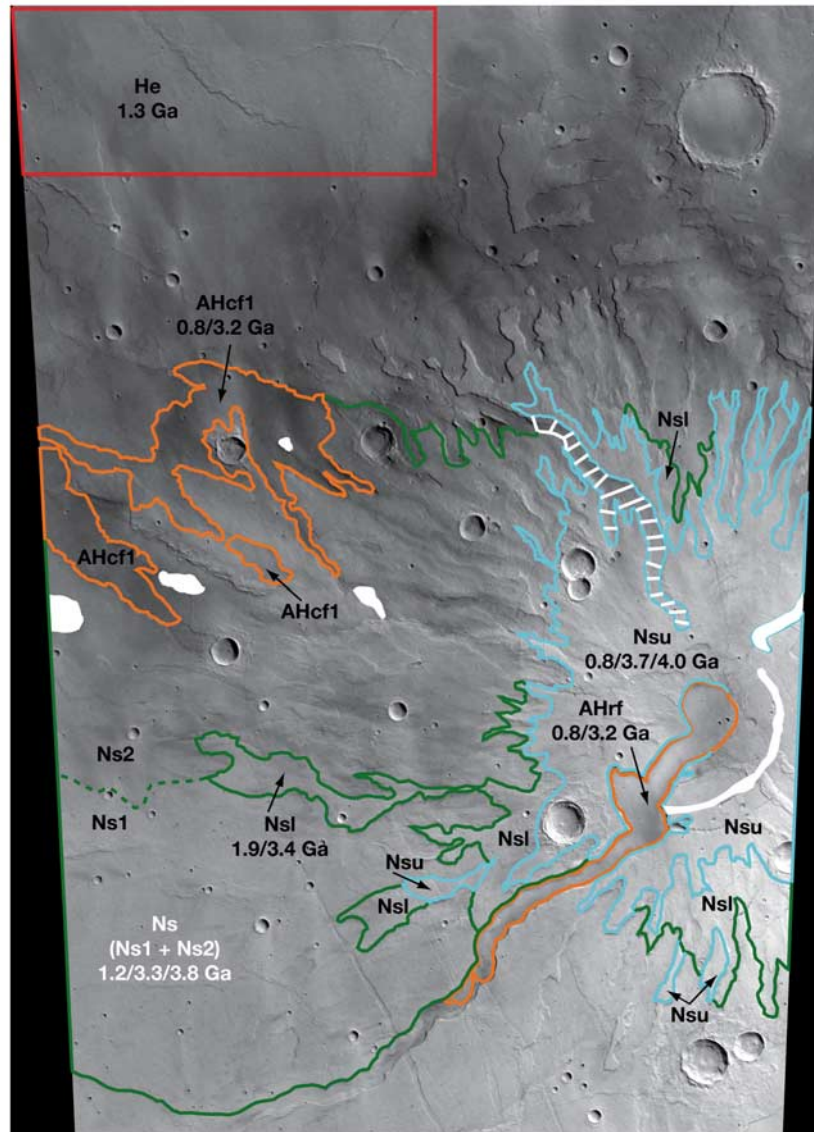 He
1.3 Ga
AHcf1
0.8/3.2 Ga
Nsl
AHcf1
AHcf1
Nsu
0.8/3.7/4.0 Ga
AHrf
0.8/3.2 Ga
Ns2
Ns1
Nsl
1.9/3.4 Gà
Nsl
Nsu
Nsu
Nsl
Nsl
Ns
(Ns1 + Ns2)
1.2/3.3/3.8 Ga
Nsu